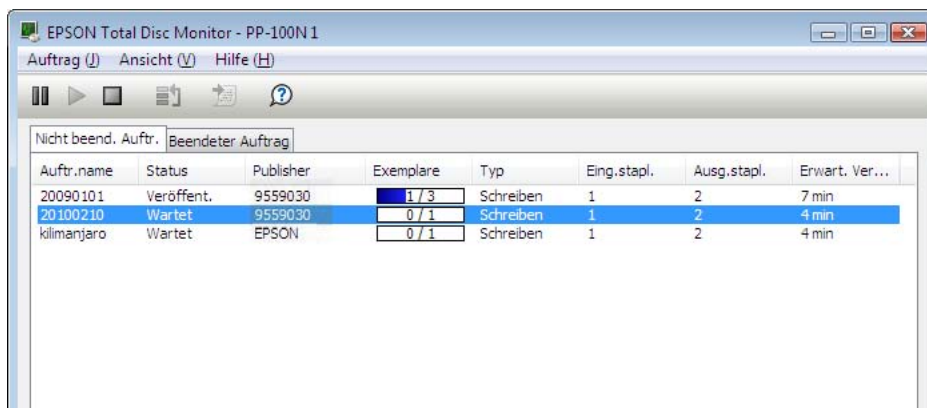 EPSON Total Disc Monitor - PP-100N 1
Auftrag (J) Ansicht (V) Hilfe (H)
Nicht beend. Auftr. Beendeter Auftrag
Auftr.name Status Publisher Exemplare Typ Eing.stapl. Ausg.stapl. Erwart. Ver...
20090101 Veröffent. 9559030 1 / 3 Schreiben 1 2 7 min
20100210 Wartet 9559030 0 / 1 Schreiben 1 2 4 min
kilimanjaro Wartet EPSON 0 / 1 Schreiben 1 2 4 min